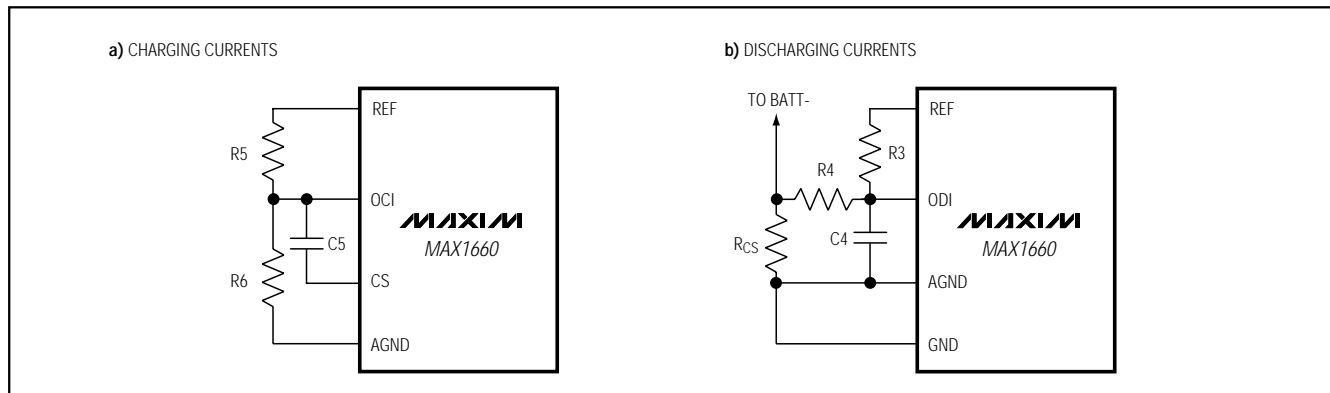 a) CHARGING CURRENTS
REF
R5
OCI
C5
R6
CS
AGND
MAXIM
MAX1660
b) DISCHARGING CURRENTS
TO BATT-
REF
R3
R4
ODI
C4
RCS
AGND
GND
MAXIM
MAX1660